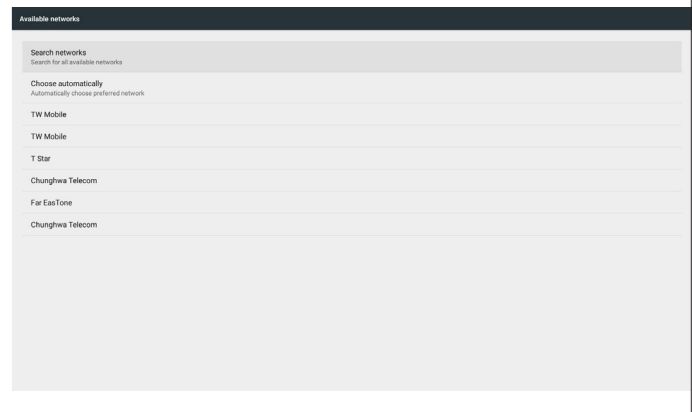 Available networks
Search networks
Search for all available networks
Choose automatically
Automatically choose preferred network
TW Mobile
TW Mobile
T Star
Chunghwa Telecom
Far EasTone
Chunghwa Telecom